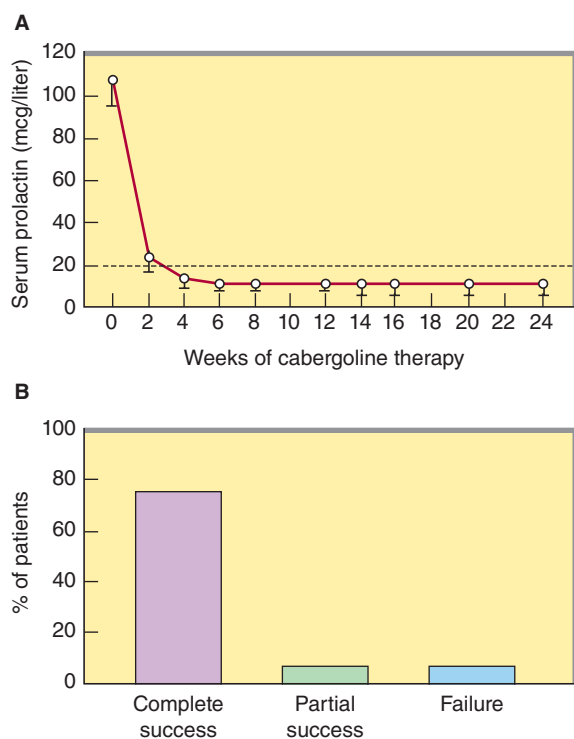 A
Serum prolactin (mcg/liter)
120
100
80
60
40
20
0
0 2 4 6 8 10 12 14 16 18 20 22 24
Weeks of cabergoline therapy
B
% of patients
100
80
60
40
20
0
Complete
success
Partial
success
Failure